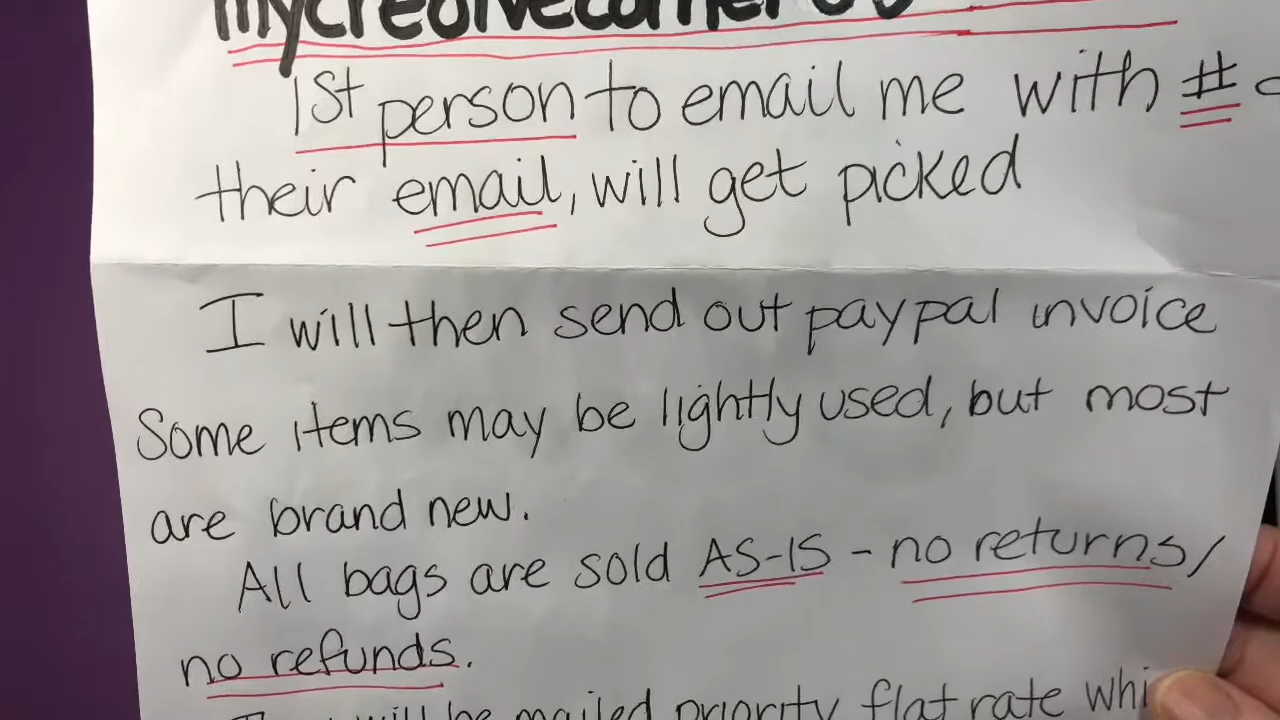 1st person to email me with #
their email, will get picked
I will then send out paypal invoice
Some items may be lightly used, but most
are brand new.
All bags are sold AS-IS - no returns/
no refunds.
will be mailed priority flat rate